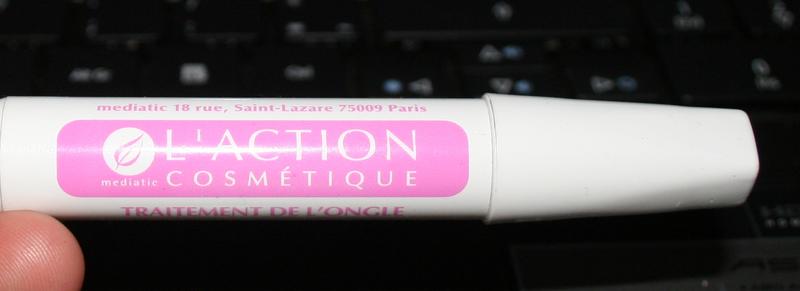 mediatic 18 rue, Saint-Lazare 75009 Paris
L'ACTION
mediatic COSMÉTIQUE
TRAITEMENT DE L'ONGLE